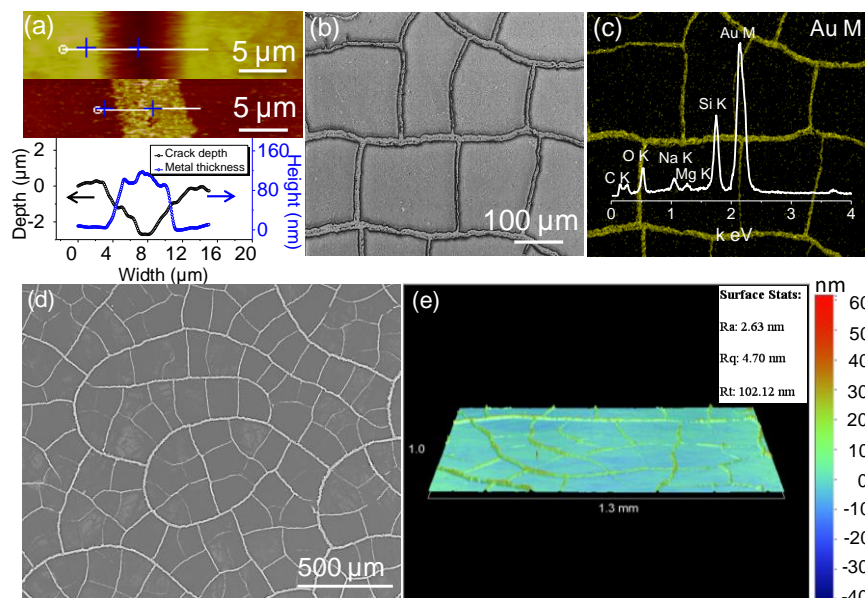 (a)
5 µm
5 µm
2
0
-2
Depth (µm)
Crack depth
Metal thickness
160
80
0
Height (nm)
0 4 8 12 16 20
Width (µm)
(b)
100 µm
(c)
Au M
Au M
Si K
O K
Na K
C K
Mg K
0 1 2 3 4
k eV
(d)
500 µm
(e)
Surface Stats:
Ra: 2.63 nm
Rq: 4.70 nm
Rt: 102.12 nm
1.0
1.3 mm
nm
60
50
40
30
20
10
0
-10
-20
-30
-40